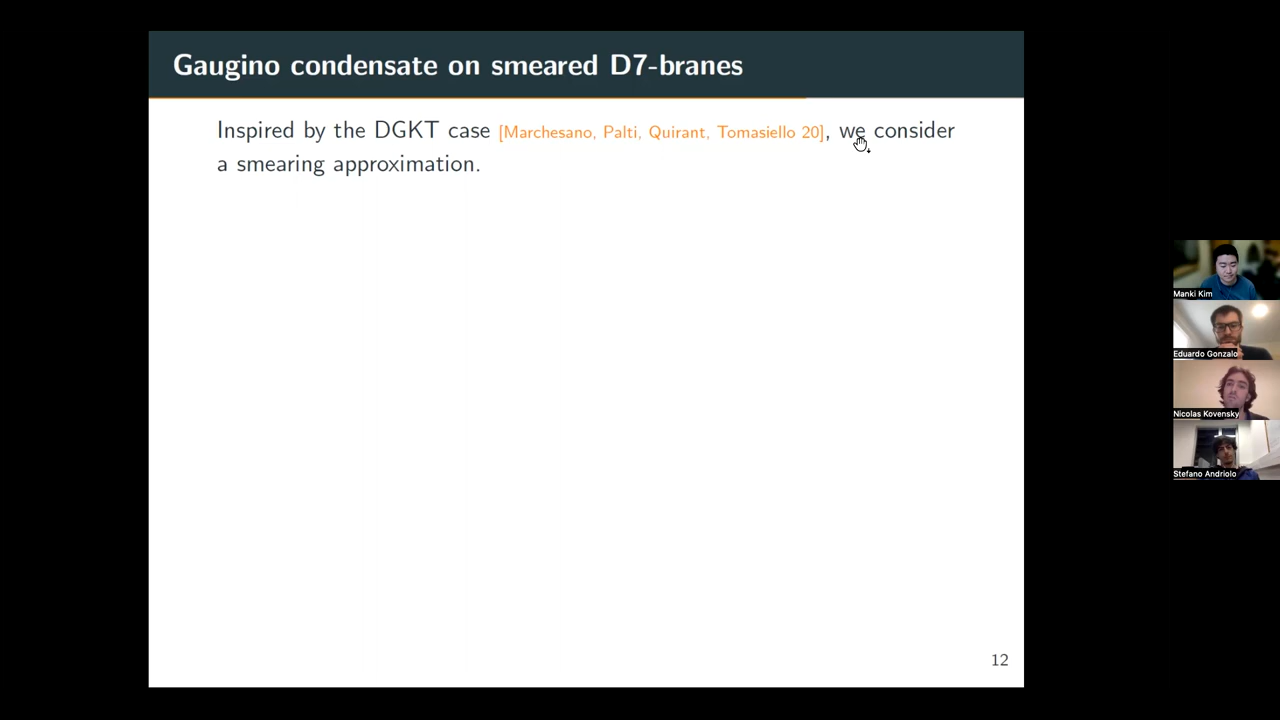 Gaugino condensate on smeared D7-branes
Inspired by the DGKT case [Marchesano, Palti, Quirant, Tomasiello 20], we consider
a smearing approximation.
12
Manki Kim
Eduardo Gonzalo
Nicolas Kovensky
Stefano Andriolo